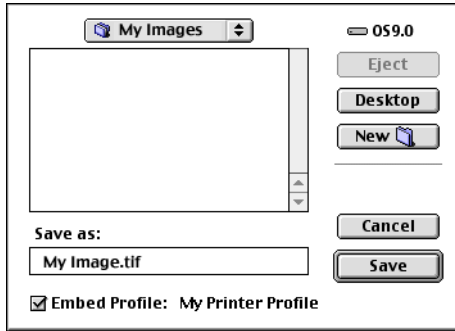 My Images
OS9.0
Eject
Desktop
New
Save as:
My Image.tif
Cancel
Save
Embed Profile: My Printer Profile